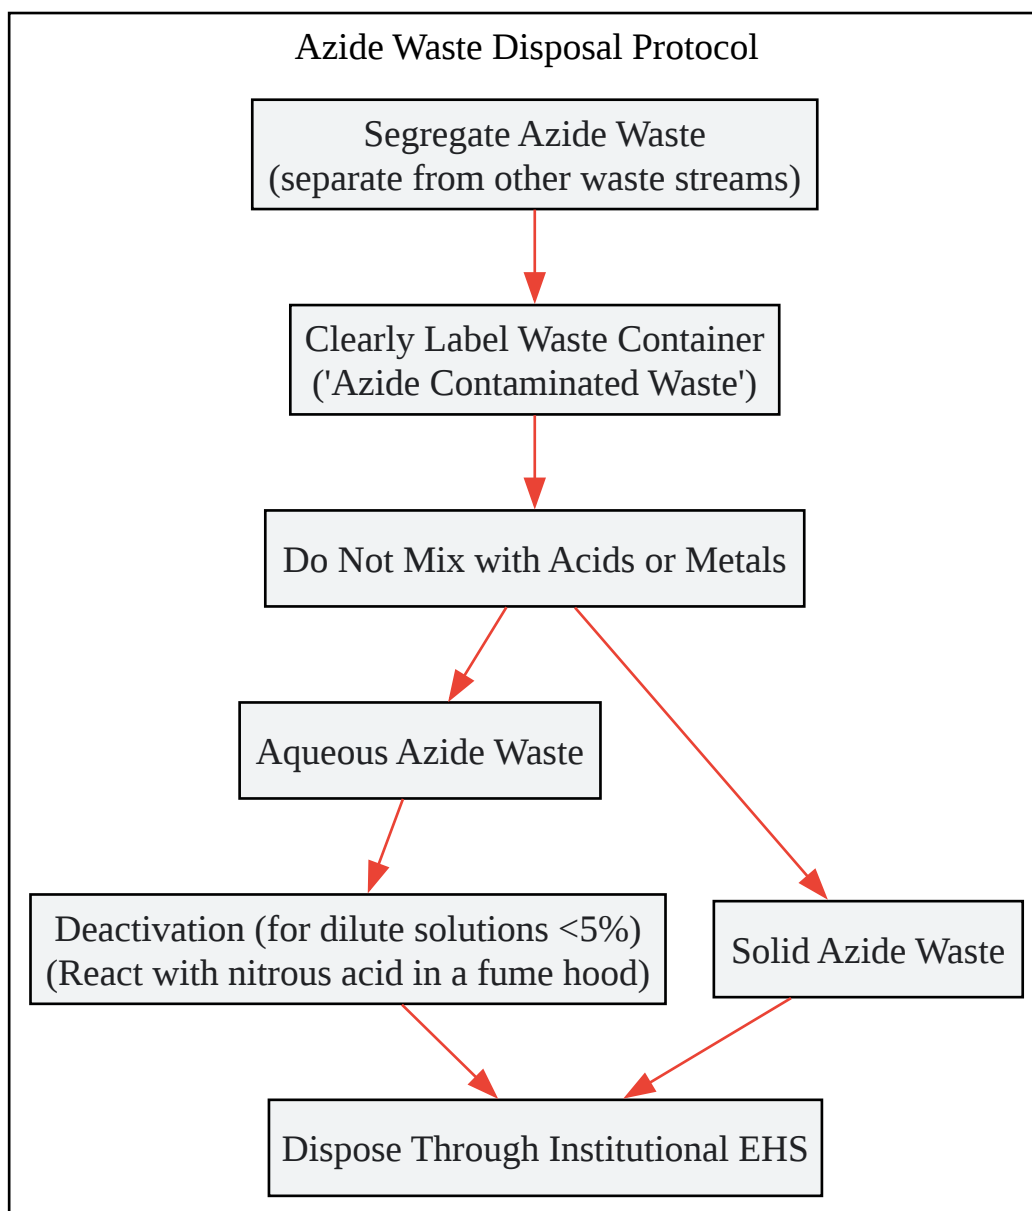 Azide Waste Disposal Protocol
Segregate Azide Waste
(separate from other waste streams)
Clearly Label Waste Container
('Azide Contaminated Waste')
Do Not Mix with Acids or Metals
Aqueous Azide Waste
Deactivation (for dilute solutions <5%)
(React with nitrous acid in a fume hood)
Solid Azide Waste
Dispose Through Institutional EHS